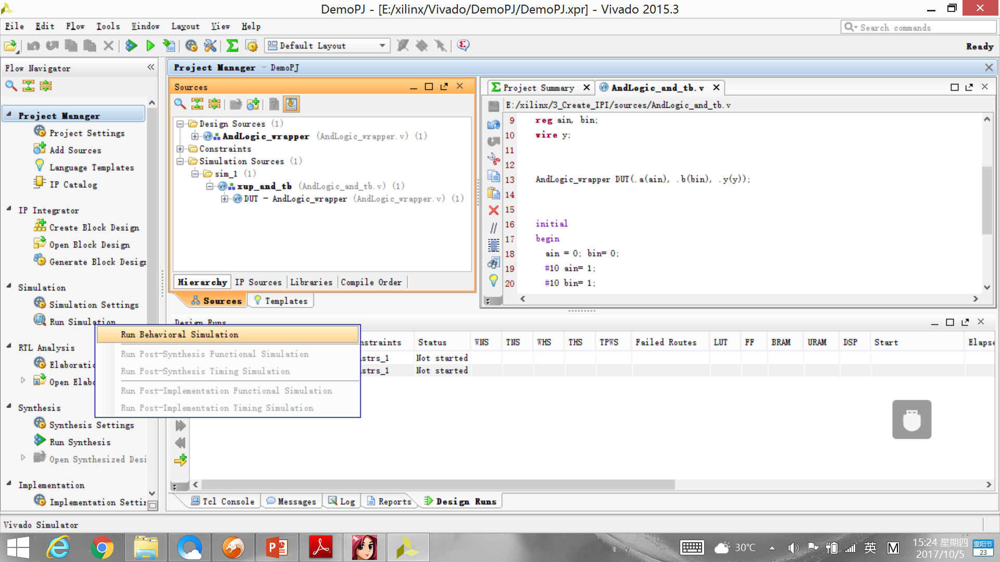 DemoPJ - [E:/xilinx/Vivado/DemoPJ/DemoPJ.xpr] - Vivado 2015.3
File Edit Flow Tools Window Layout View Help
Search commands
Default Layout
Ready
Flow Navigator
Project Manager
Project Settings
Add Sources
Language Templates
IP Catalog
IP Integrator
Create Block Design
Open Block Design
Generate Block Design
Simulation
Simulation Settings
Run Simulation
RTL Analysis
Elaboratio
Open Elabo
Synthesis
Synthesis Settings
Run Synthesis
Open Synthesized Desi
Implementation
Implementation Settin
Project Manager - DemoPJ
Sources
Design Sources (1)
AndLogic_wrapper (AndLogic_wrapper.v) (1)
Constraints
Simulation Sources (1)
sim_1 (1)
xup_and_tb (AndLogic_and_tb.v) (1)
DUT - AndLogic_wrapper (AndLogic_wrapper.v) (1)
Hierarchy IP Sources Libraries Compile Order
Sources Templates
Project Summary AndLogic_and_tb.v
E:/xilinx/3_Create_IPI/sources/AndLogic_and_tb.v
9 reg ain, bin;
10 wire y;
11
12
13 AndLogic_wrapper DUT(.a(ain), .b(bin), .y(y));
14
15
16 initial
17 begin
18 ain = 0; bin= 0;
19 #10 ain= 1;
20 #10 bin= 1;
Design Runs
Run Behavioral Simulation
Run Post-Synthesis Functional Simulation
Run Post-Synthesis Timing Simulation
Run Post-Implementation Functional Simulation
Run Post-Implementation Timing Simulation
nstraints Status WNS TNS WHS THS TPWS Failed Routes LUT FF BRAM URAM DSP Start Elapse
strs_1 Not started
strs_1 Not started
Tcl Console Messages Log Reports Design Runs
Vivado Simulator
30°C
英
M
15:24 星期四
2017/10/5
重阳节
23